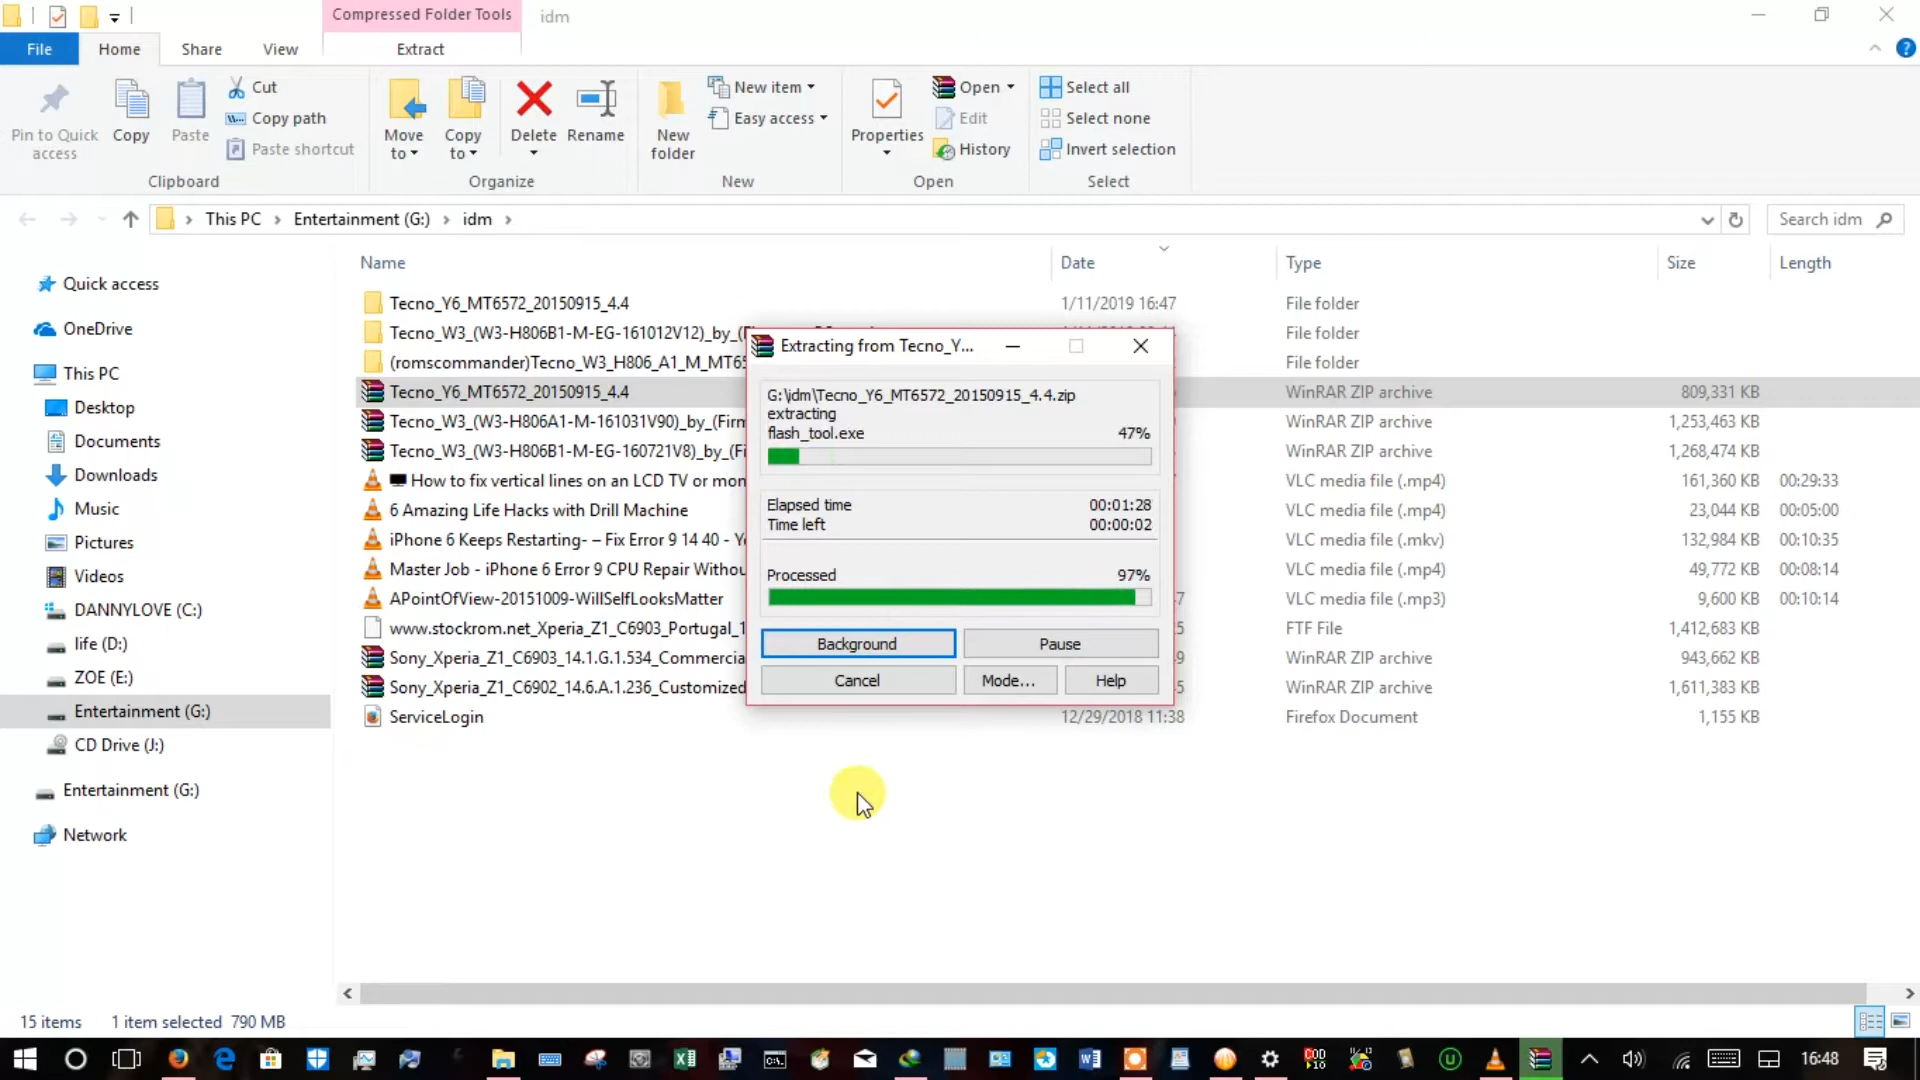 Compressed Folder Tools
idm
File
Home
Share
View
Extract
Pin to Quick access
Copy
Paste
Cut
Copy path
Paste shortcut
Move to
Copy to
Delete
Rename
New folder
New item
Easy access
Properties
Open
Edit
History
Select all
Select none
Invert selection
Clipboard
Organize
New
Open
Select
This PC
Entertainment (G:)
idm
Search idm
Name
Date
Type
Size
Length
Quick access
OneDrive
This PC
Desktop
Documents
Downloads
Music
Pictures
Videos
DANNYLOVE (C:)
life (D:)
ZOE (E:)
Entertainment (G:)
CD Drive (J:)
Entertainment (G:)
Network
Tecno_Y6_MT6572_20150915_4.4 1/11/2019 16:47 File folder
Tecno_W3_(W3-H806B1-M-EG-161012V12)_by_( File folder
(romscommander)Tecno_W3_H806_A1_M_MT65 File folder
Tecno_Y6_MT6572_20150915_4.4 WinRAR ZIP archive 809,331 KB
Tecno_W3_(W3-H806A1-M-161031V90)_by_(Firm WinRAR ZIP archive 1,253,463 KB
Tecno_W3_(W3-H806B1-M-EG-160721V8)_by_(Fi WinRAR ZIP archive 1,268,474 KB
How to fix vertical lines on an LCD TV or mon VLC media file (.mp4) 161,360 KB 00:29:33
6 Amazing Life Hacks with Drill Machine VLC media file (.mp4) 23,044 KB 00:05:00
iPhone 6 Keeps Restarting- – Fix Error 9 14 40 - Yo VLC media file (.mkv) 132,984 KB 00:10:35
Master Job - iPhone 6 Error 9 CPU Repair Withou VLC media file (.mp4) 49,772 KB 00:08:14
APointOfView-20151009-WillSelfLooksMatter 7 VLC media file (.mp3) 9,600 KB 00:10:14
www.stockrom.net_Xperia_Z1_C6903_Portugal_1 5 FTF File 1,412,683 KB
Sony_Xperia_Z1_C6903_14.1.G.1.534_Commercia 9 WinRAR ZIP archive 943,662 KB
Sony_Xperia_Z1_C6902_14.6.A.1.236_Customized 5 WinRAR ZIP archive 1,611,383 KB
ServiceLogin 12/29/2018 11:38 Firefox Document 1,155 KB
Extracting from Tecno_Y...
G:\idm\Tecno_Y6_MT6572_20150915_4.4.zip
extracting
flash_tool.exe 47%
Elapsed time 00:01:28
Time left 00:00:02
Processed 97%
Background
Pause
Cancel
Mode...
Help
15 items 1 item selected 790 MB
16:48